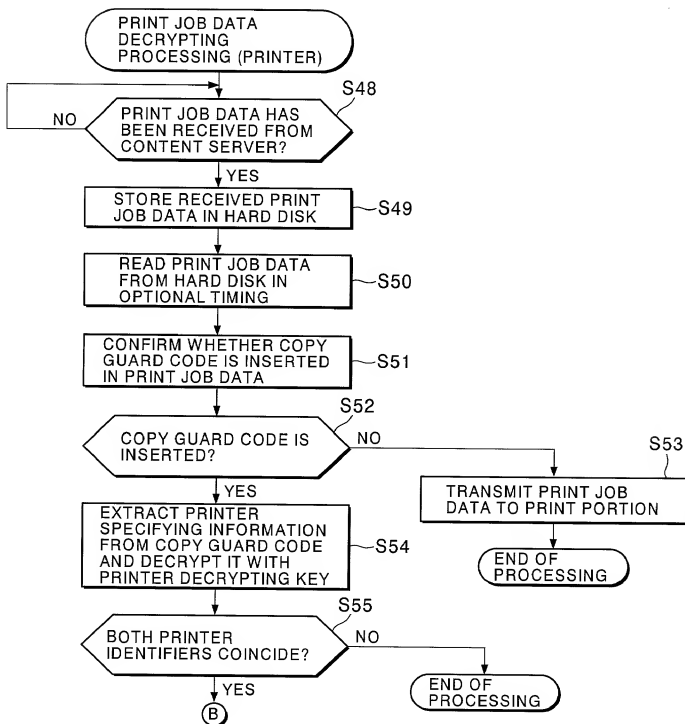 PRINT JOB DATA
DECRYPTING
PROCESSING (PRINTER)
S48
PRINT JOB DATA HAS
BEEN RECEIVED FROM
CONTENT SERVER?
NO
YES
STORE RECEIVED PRINT
JOB DATA IN HARD DISK
S49
READ PRINT JOB DATA
FROM HARD DISK IN
OPTIONAL TIMING
S50
CONFIRM WHETHER COPY
GUARD CODE IS INSERTED
IN PRINT JOB DATA
S51
S52
COPY GUARD CODE IS
INSERTED?
NO
YES
S53
TRANSMIT PRINT JOB
DATA TO PRINT PORTION
END OF
PROCESSING
EXTRACT PRINTER
SPECIFYING INFORMATION
FROM COPY GUARD CODE
AND DECRYPT IT WITH
PRINTER DECRYPTING KEY
S54
S55
BOTH PRINTER
IDENTIFIERS COINCIDE?
NO
YES
END OF
PROCESSING
B